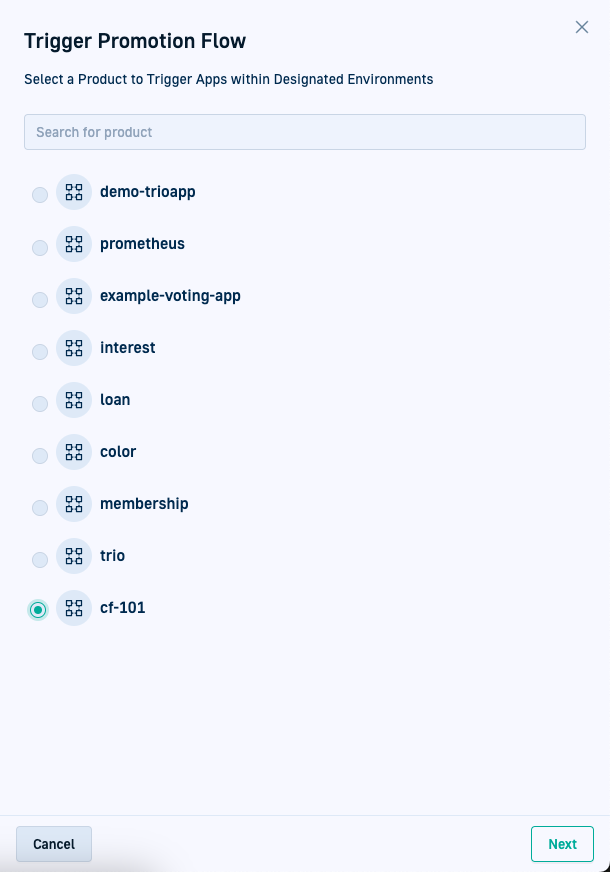 Trigger Promotion Flow
Select a Product to Trigger Apps within Designated Environments
Search for product
demo-trioapp
prometheus
example-voting-app
interest
loan
color
membership
trio
cf-101
Cancel
Next